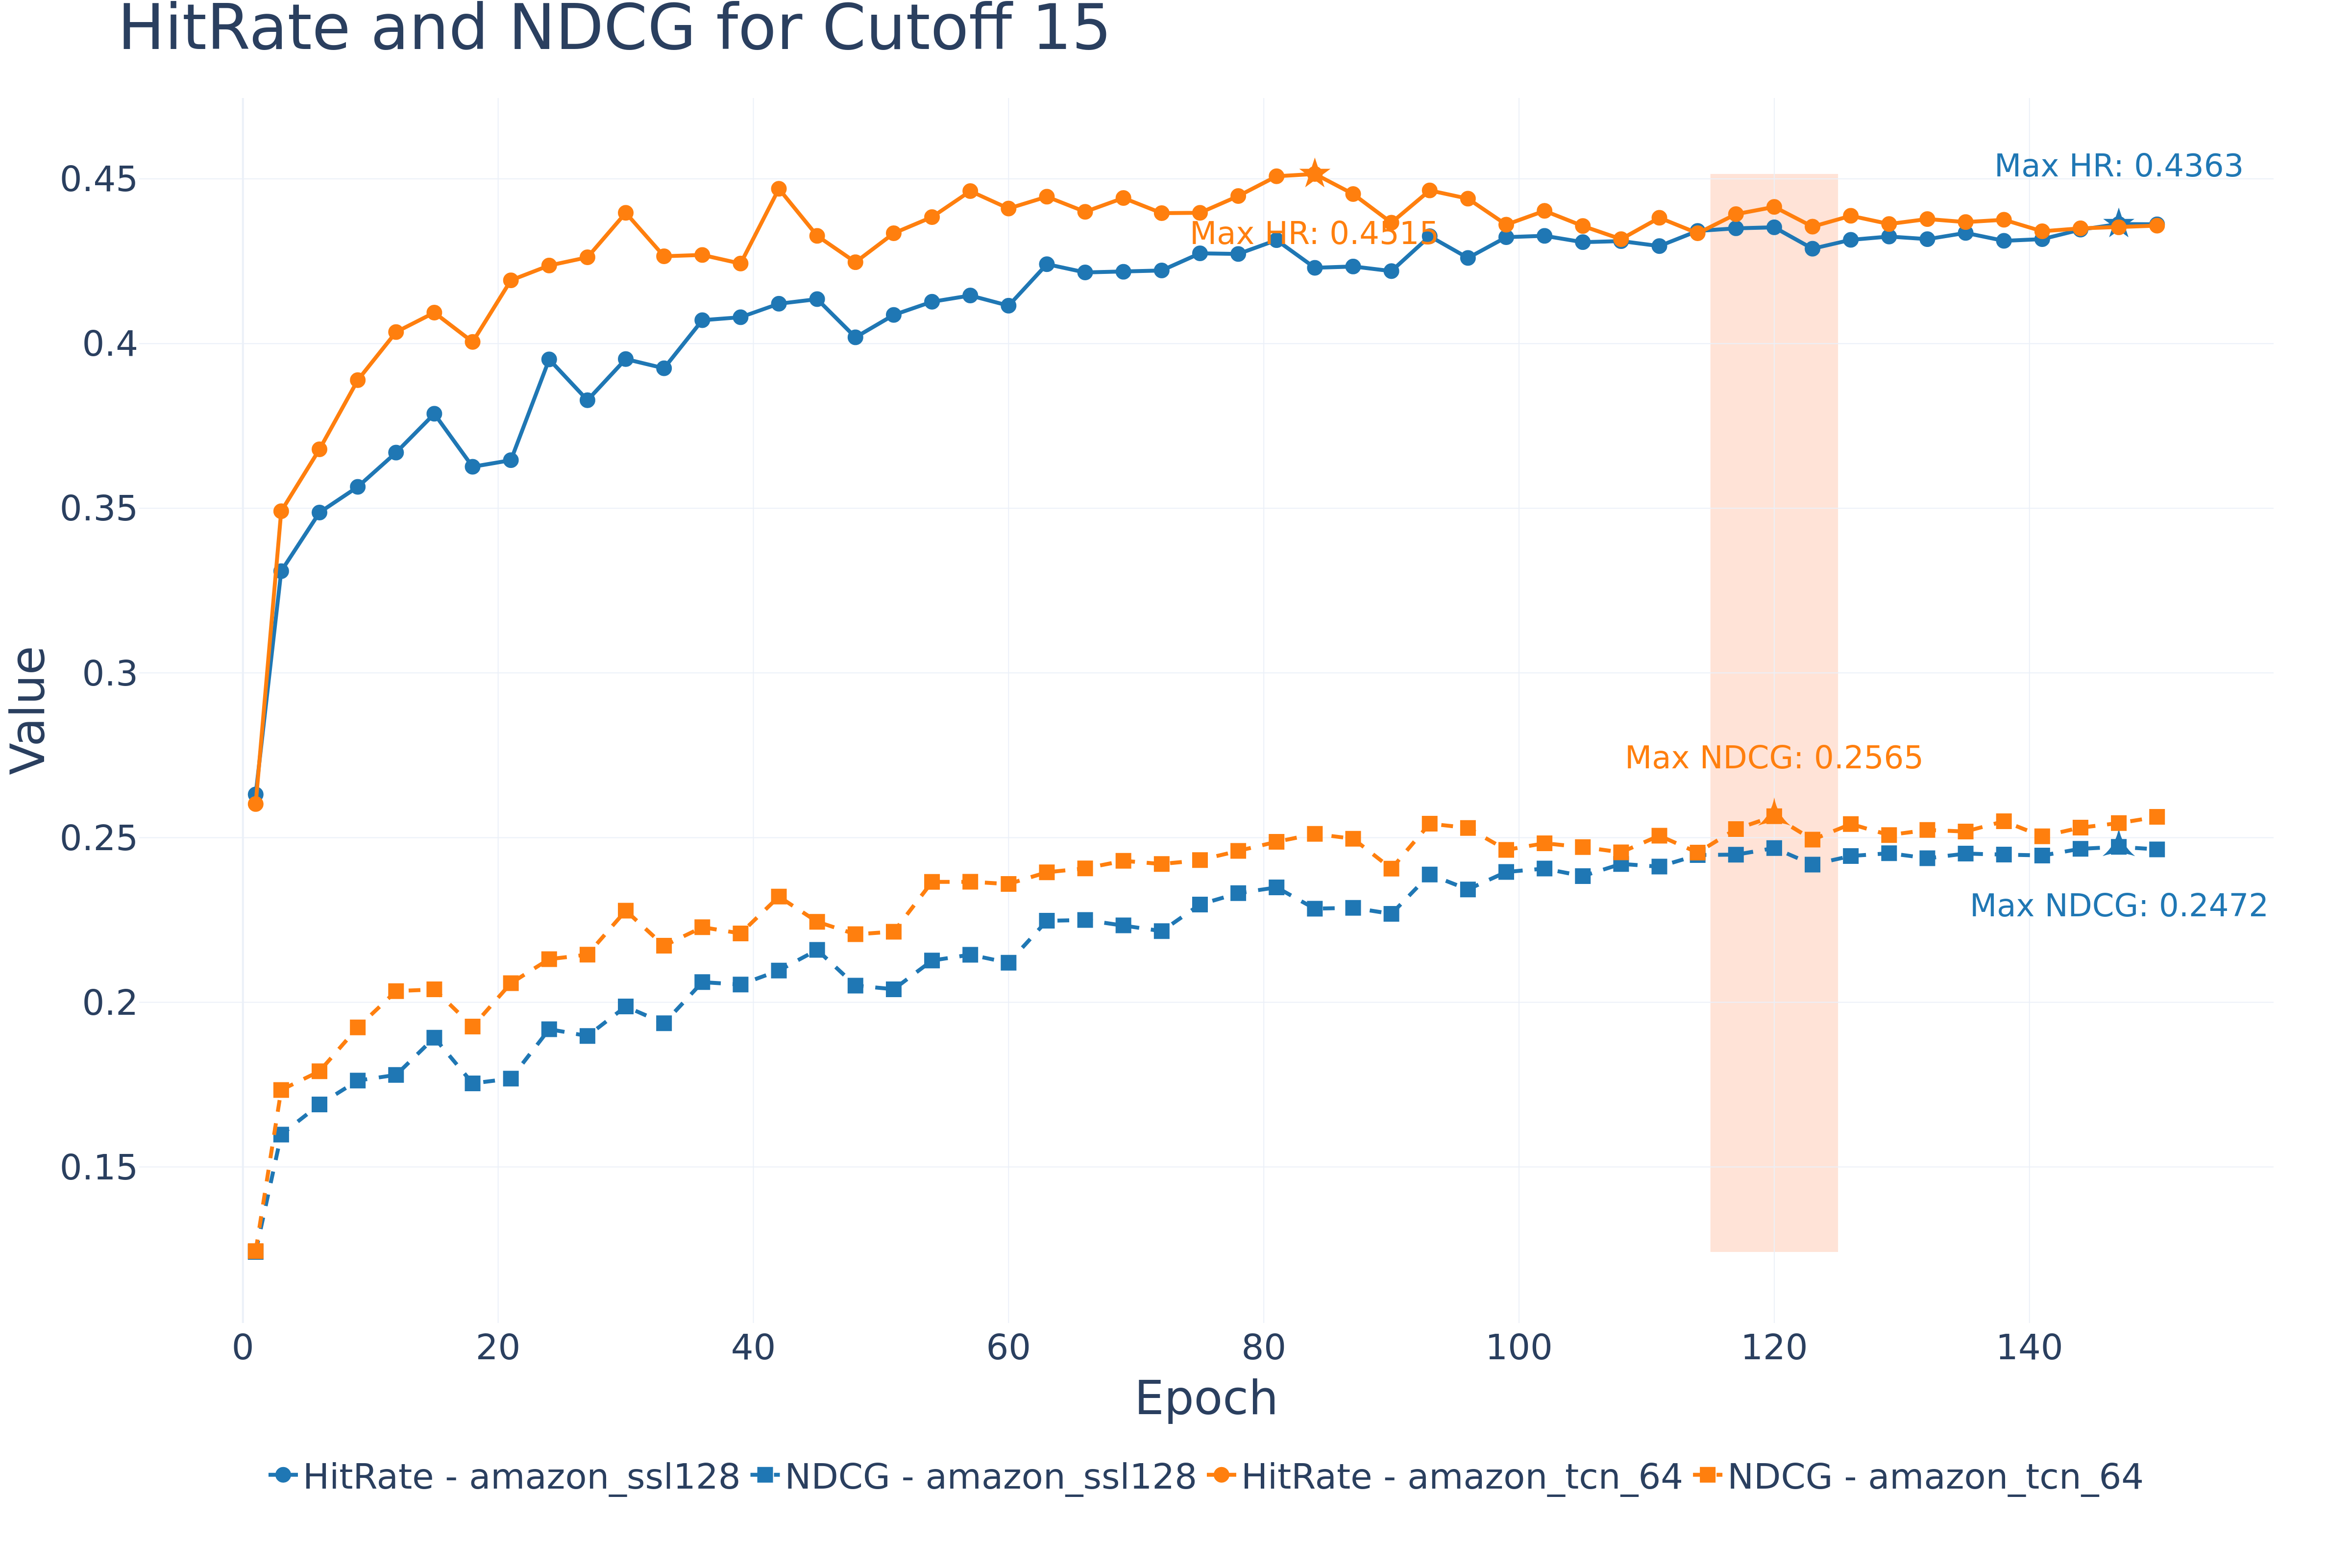 HitRate and NDCG for Cutoff 15
Max HR: 0.4363
Max HR: 0.4515
Max NDCG: 0.2565
Max NDCG: 0.2472
Value
0.45
0.4
0.35
0.3
0.25
0.2
0.15
0 20 40 60 80 100 120 140
Epoch
HitRate - amazon_ssl128 NDCG - amazon_ssl128 HitRate - amazon_tcn_64 NDCG - amazon_tcn_64